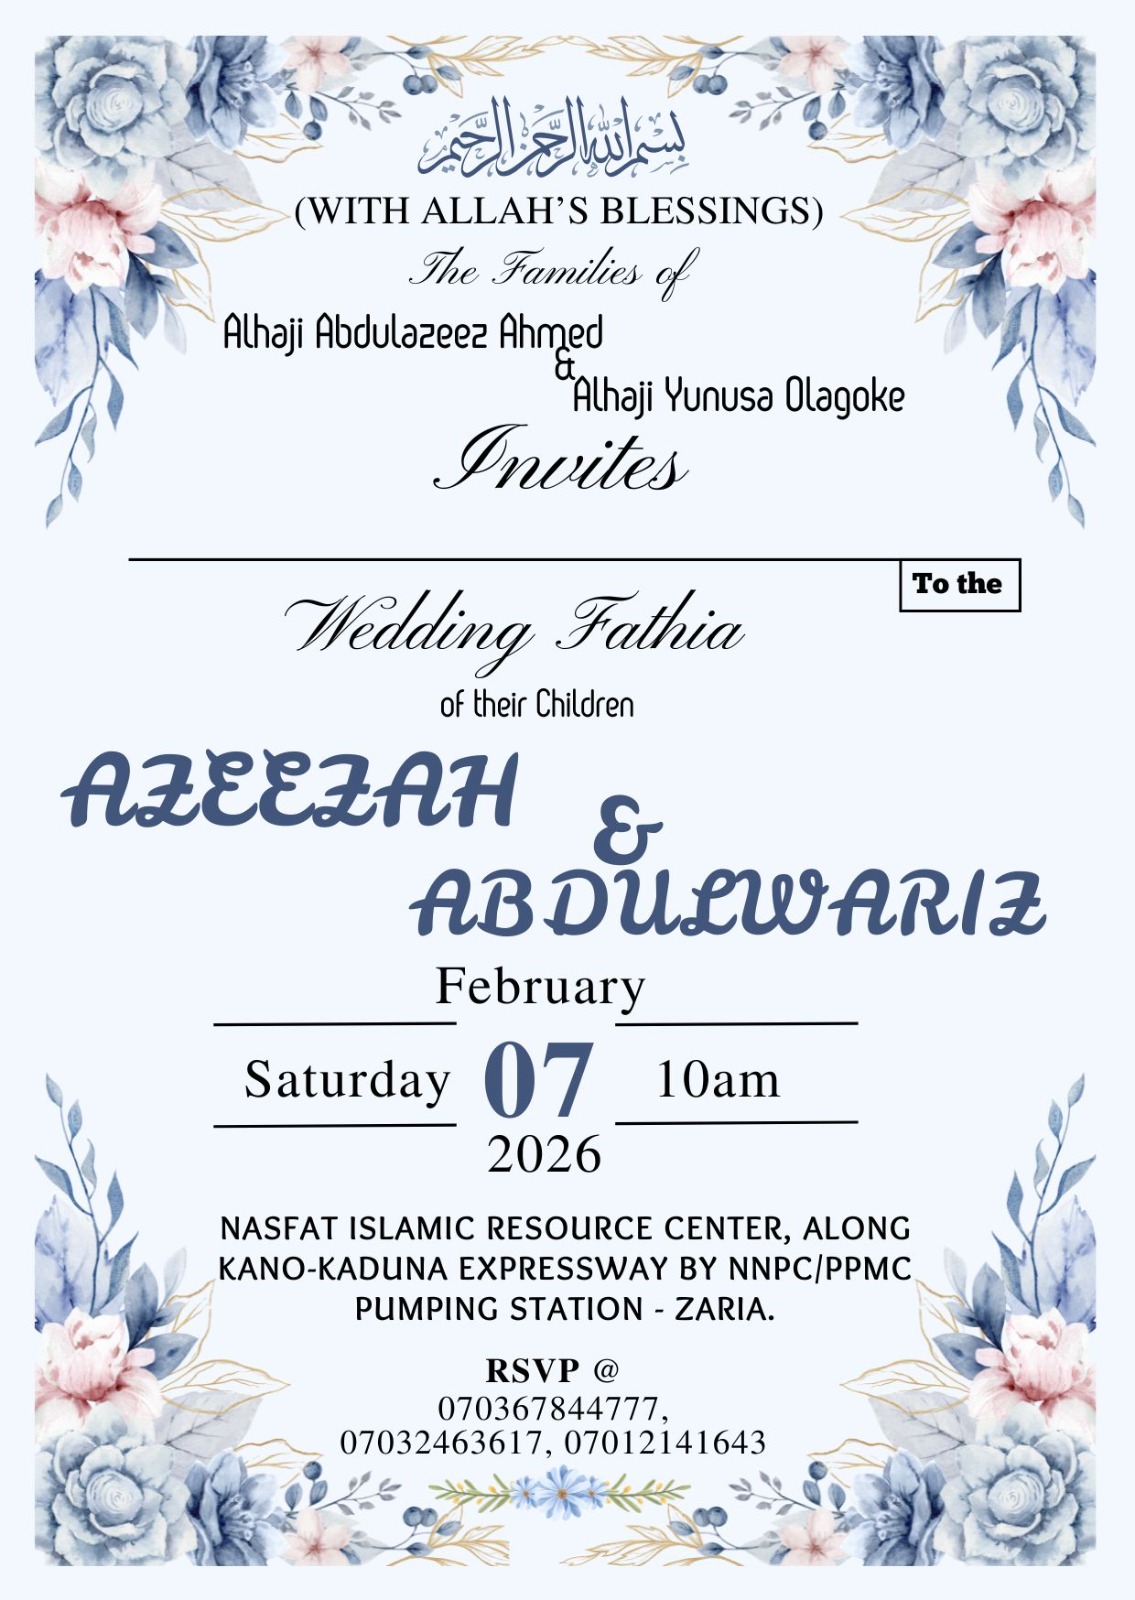 بسم الله الرحمن الرحيم
(WITH ALLAH'S BLESSINGS)
The Families of
Alhaji Abdulazeez Ahmed
&
Alhaji Yunusa Olagoke
Invites
To the
Wedding Fathia
of their Children
AZEEZAH
&
ABDULWARIZ
February
Saturday 07 10am
2026
NASFAT ISLAMIC RESOURCE CENTER, ALONG
KANO-KADUNA EXPRESSWAY BY NNPC/PPMC
PUMPING STATION - ZARIA.
RSVP @
070367844777,
07032463617, 07012141643